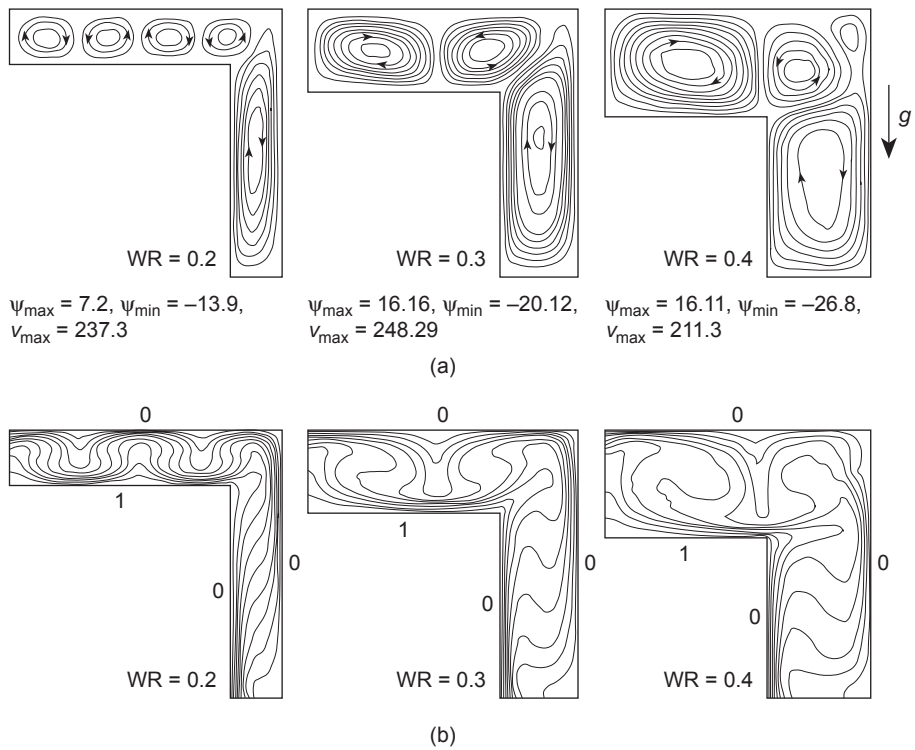 g
WR = 0.2 WR = 0.3 WR = 0.4
ψmax = 7.2, ψmin = –13.9, ψmax = 16.16, ψmin = –20.12, ψmax = 16.11, ψmin = –26.8,
vmax = 237.3 vmax = 248.29 vmax = 211.3
(a)
0 0 0
1 1 1
0 0 0 0 0 0
WR = 0.2 WR = 0.3 WR = 0.4
(b)